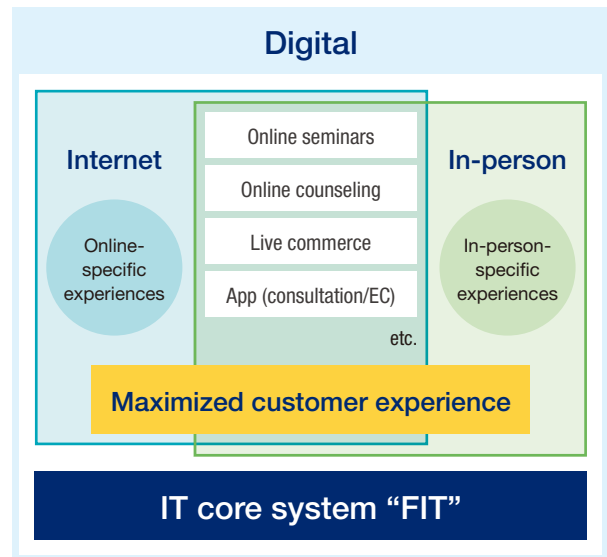 Digital
Internet
Online-
specific
experiences
Online seminars
Online counseling
Live commerce
App (consultation/EC)
etc.
In-person
In-person-
specific
experiences
Maximized customer experience
IT core system “FIT”